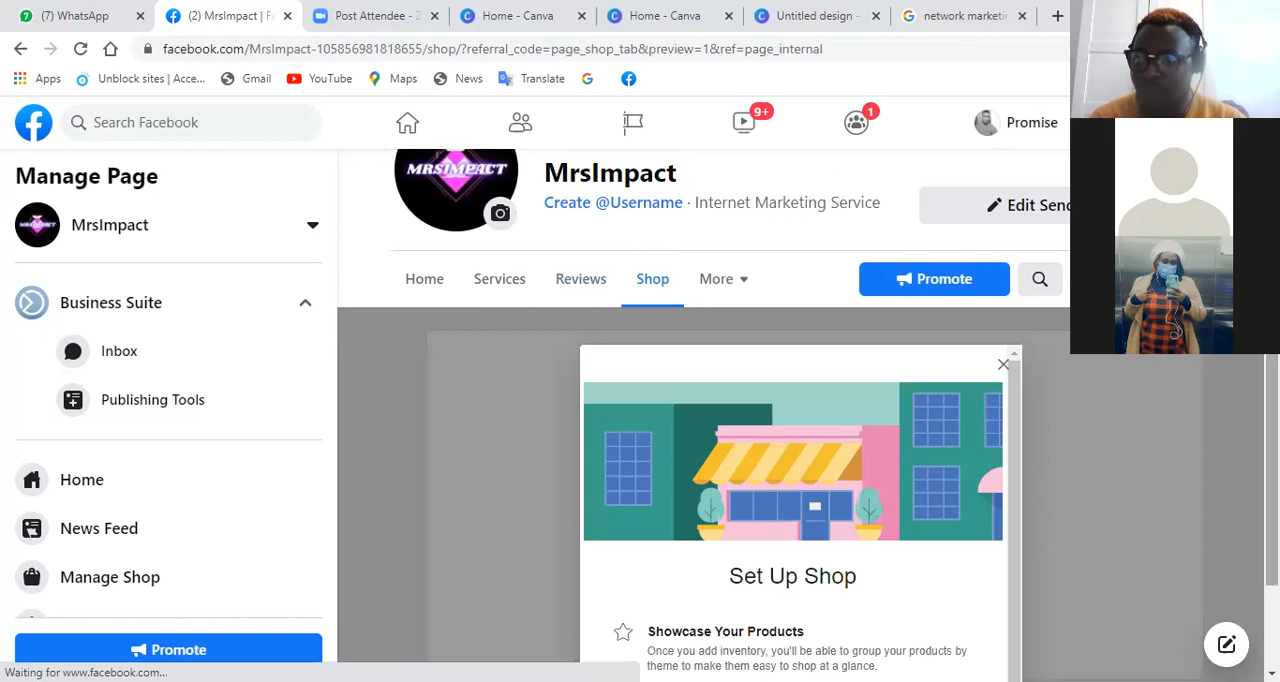 (7) WhatsApp
(2) MrsImpact | Fa
Post Attendee - Z
Home - Canva
Home - Canva
Untitled design -
network marketin
facebook.com/MrsImpact-105856981818655/shop/?referral_code=page_shop_tab&preview=1&ref=page_internal
Apps
Unblock sites | Acce...
Gmail
YouTube
Maps
News
Translate
Search Facebook
9+
1
Promise
Manage Page
MrsImpact
Business Suite
Inbox
Publishing Tools
Home
News Feed
Manage Shop
Promote
Waiting for www.facebook.com...
MRSIMPACT
MrsImpact
Create @Username · Internet Marketing Service
Edit Send
Home
Services
Reviews
Shop
More
Promote
Set Up Shop
Showcase Your Products
Once you add inventory, you'll be able to group your products by
theme to make them easy to shop at a glance.